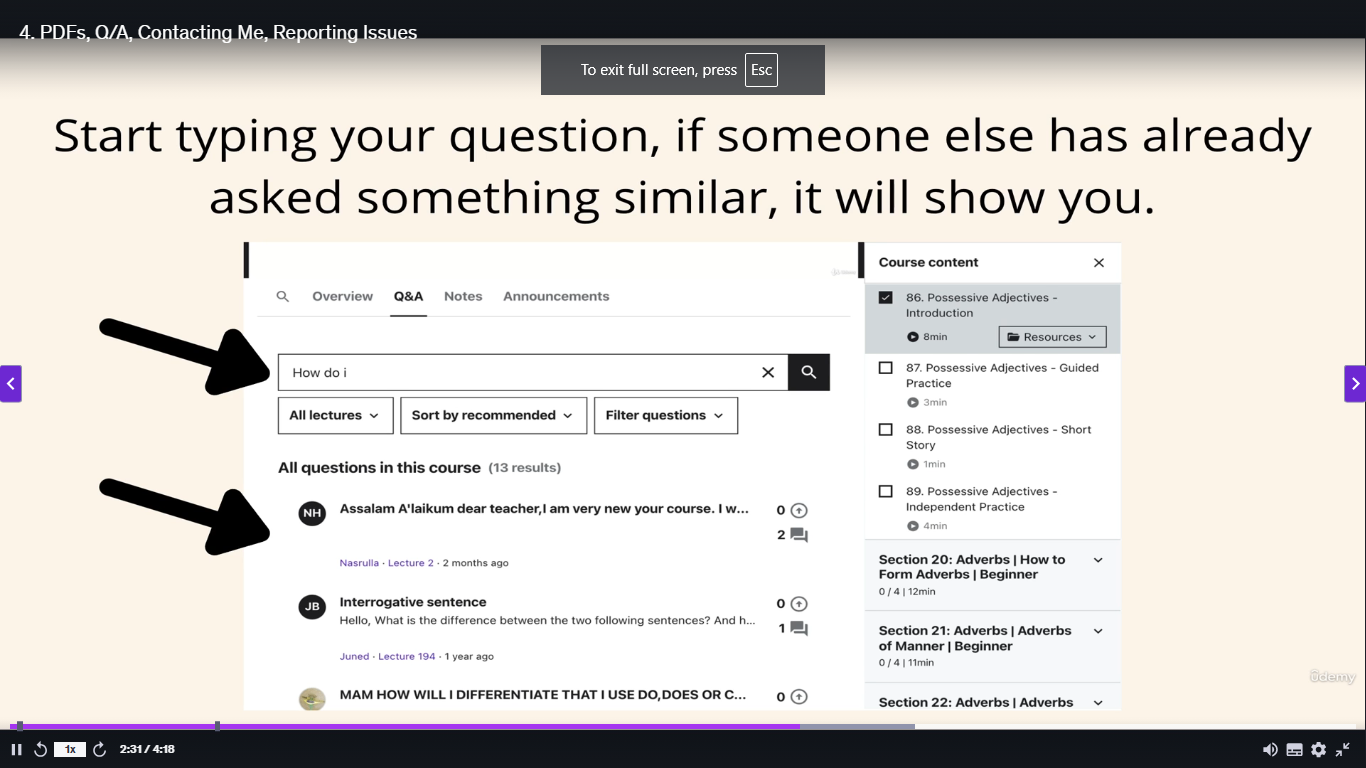 4. PDFs, Q/A, Contacting Me, Reporting Issues
To exit full screen, press Esc
Start typing your question, if someone else has already
asked something similar, it will show you.
Overview Q&A Notes Announcements
How do i
All lectures Sort by recommended Filter questions
All questions in this course (13 results)
NH Assalam A'laikum dear teacher,I am very new your course. I w... 0
2
Nasrulla · Lecture 2 · 2 months ago
JB Interrogative sentence 0
Hello, What is the difference between the two following sentences? And h...
1
Juned · Lecture 194 · 1 year ago
MAM HOW WILL I DIFFERENTIATE THAT I USE DO,DOES OR C... 0
Course content
86. Possessive Adjectives -
Introduction
8min Resources
87. Possessive Adjectives - Guided
Practice
3min
88. Possessive Adjectives - Short
Story
1min
89. Possessive Adjectives -
Independent Practice
4min
Section 20: Adverbs | How to
Form Adverbs | Beginner
0 / 4 | 12min
Section 21: Adverbs | Adverbs
of Manner | Beginner
0 / 4 | 11min
Section 22: Adverbs | Adverbs
udemy
1x 2:31 / 4:18